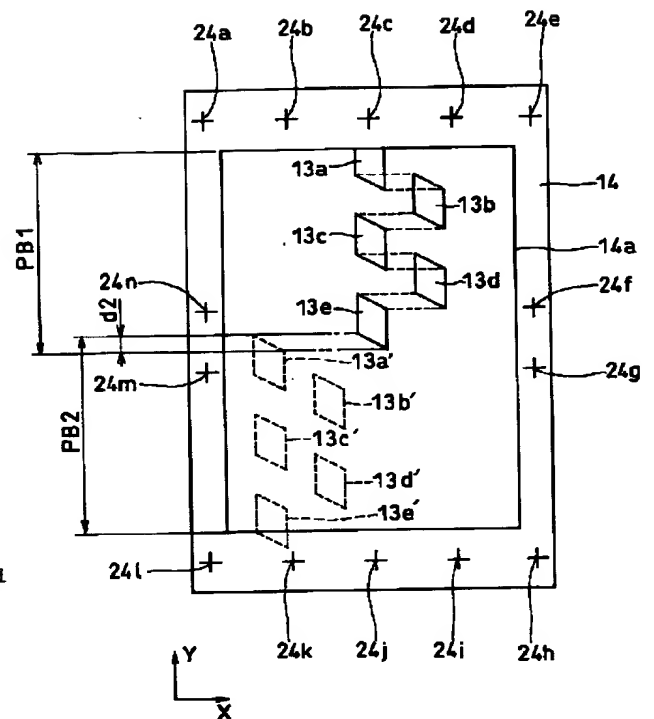 24a 24b 24c 24d 24e
13a
14
13b
13c
14a
PB1
24n
13d
24f
d2
13e
13a′
24m
24g
13b′
PB2
13c′
13d′
13e′
24l
24k 24j 24i 24h
Y
X